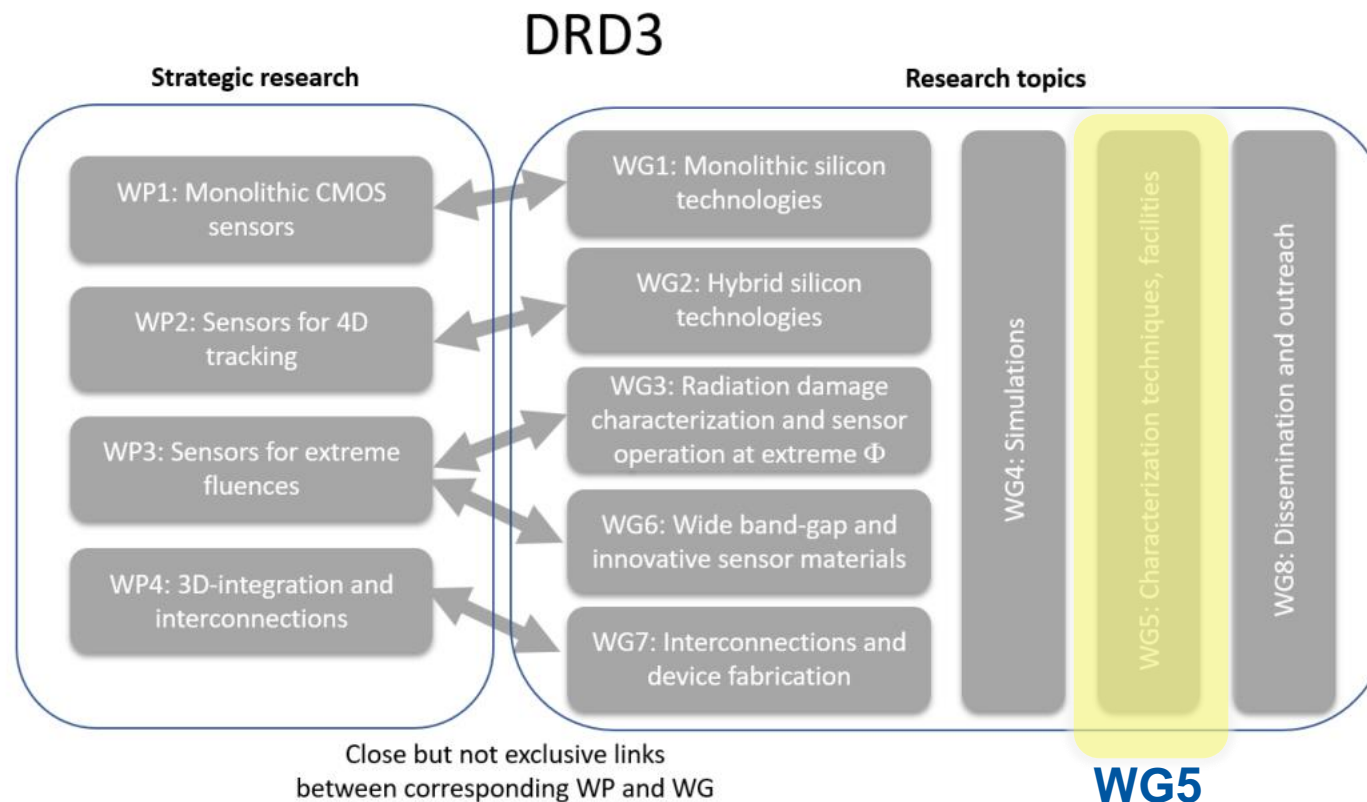 DRD3
Strategic research
Research topics
WP1: Monolithic CMOS
sensors
WP2: Sensors for 4D
tracking
WP3: Sensors for extreme
fluences
WP4: 3D-integration and
interconnections
WG1: Monolithic silicon
technologies
WG2: Hybrid silicon
technologies
WG3: Radiation damage
characterization and sensor
operation at extreme Φ
WG6: Wide band-gap and
innovative sensor materials
WG7: Interconnections and
device fabrication
WG4: Simulations
WG5: Characterization techniques, facilities
WG8: Dissemination and outreach
Close but not exclusive links
between corresponding WP and WG
WG5